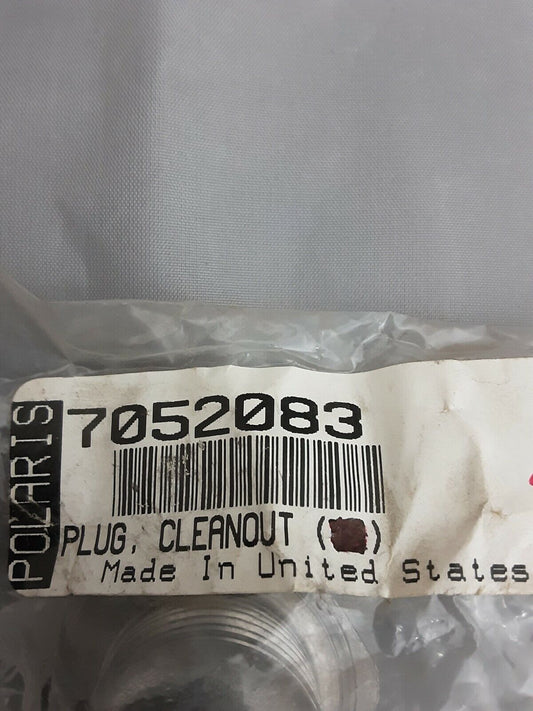 POLARIS
7052083
PLUG, CLEANOUT ( )
Made In United States